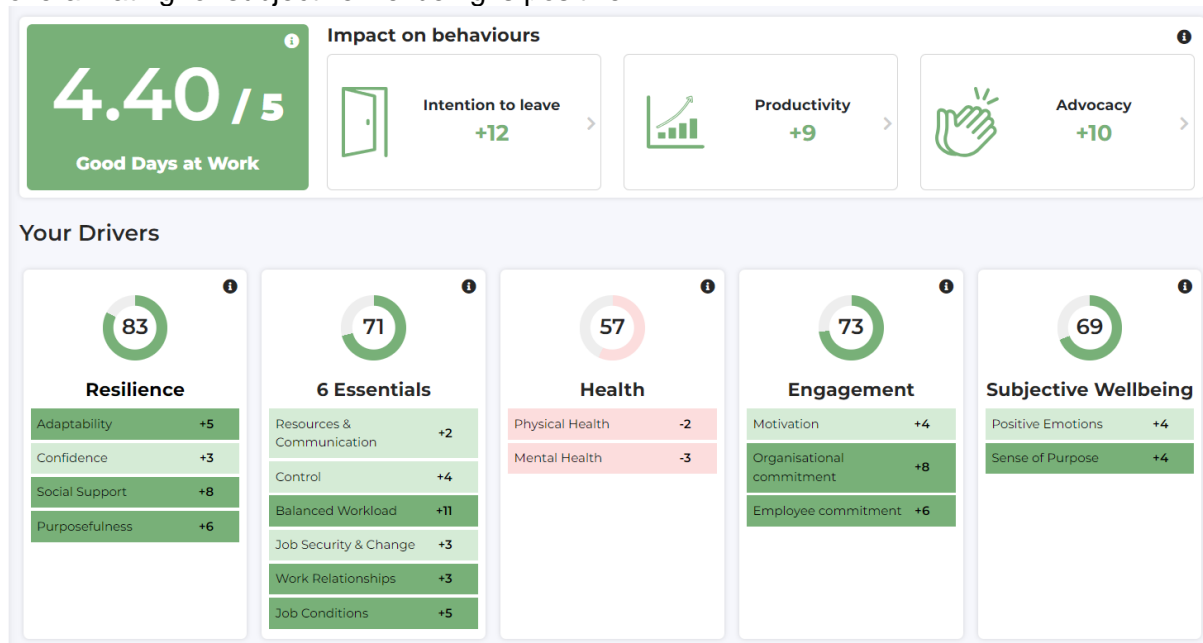 Impact on behaviours
4.40 / 5
Good Days at Work
Intention to leave
+12
Productivity
+9
Advocacy
+10
Your Drivers
83
Resilience
Adaptability +5
Confidence +3
Social Support +8
Purposefulness +6
71
6 Essentials
Resources &
Communication +2
Control +4
Balanced Workload +11
Job Security & Change +3
Work Relationships +3
Job Conditions +5
57
Health
Physical Health -2
Mental Health -3
73
Engagement
Motivation +4
Organisational
commitment +8
Employee commitment +6
69
Subjective Wellbeing
Positive Emotions +4
Sense of Purpose +4